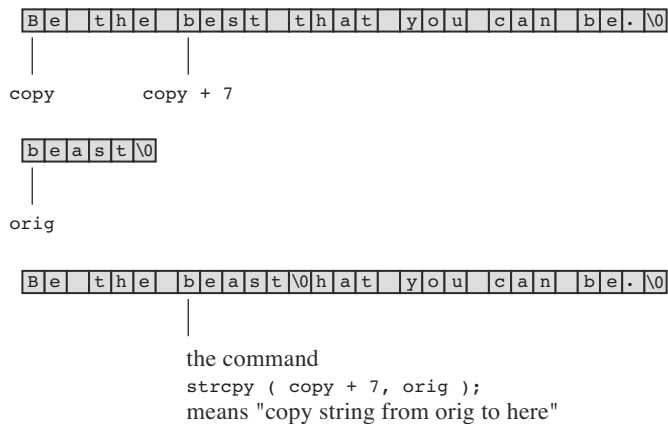 Be the best that you can be.\0
copy copy + 7
beast\0
orig
Be the beast\0hat you can be.\0
the command
strcpy ( copy + 7, orig );
means "copy string from orig to here"